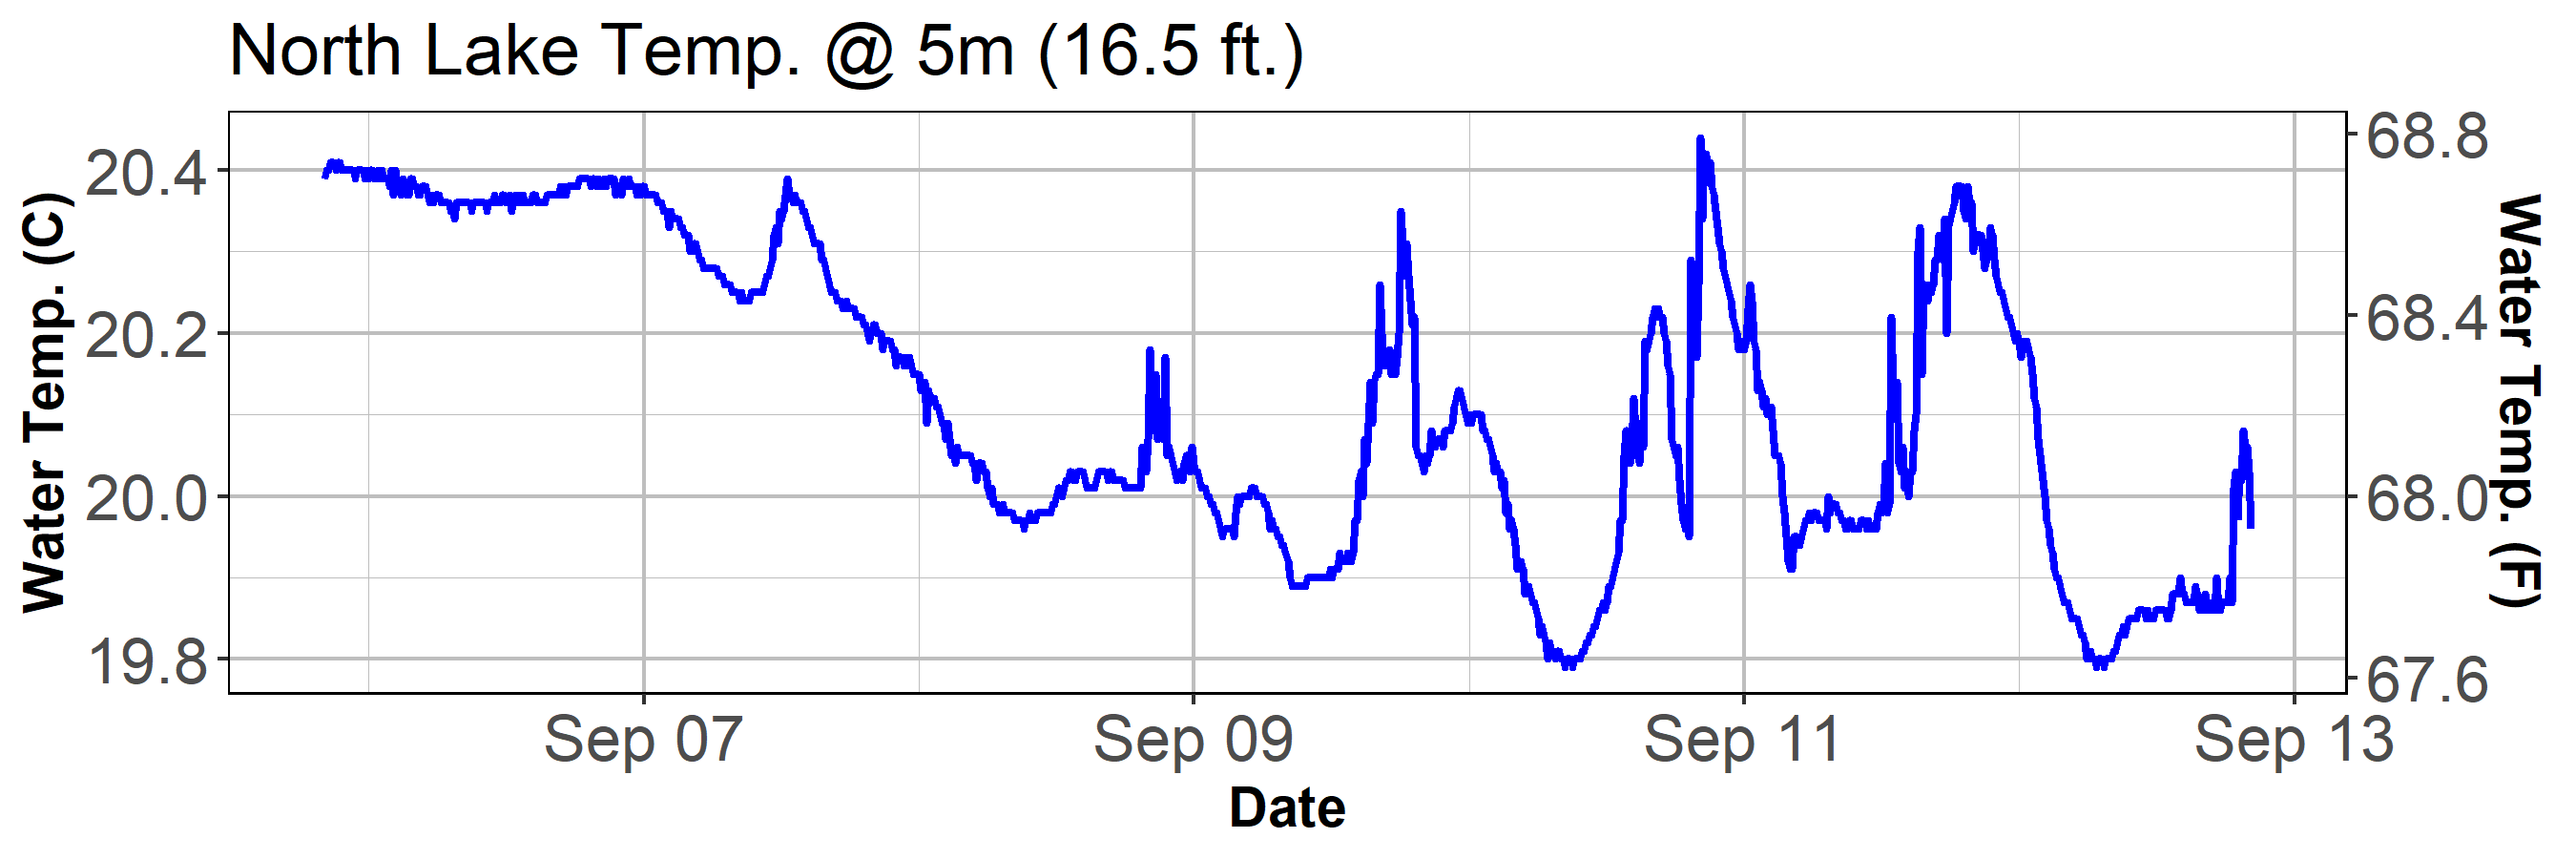 North Lake Temp. @ 5m (16.5 ft.)
Water Temp. (C)
20.4
20.2
20.0
19.8
68.8
68.4
68.0
67.6
Water Temp. (F)
Sep 07 Sep 09 Sep 11 Sep 13
Date